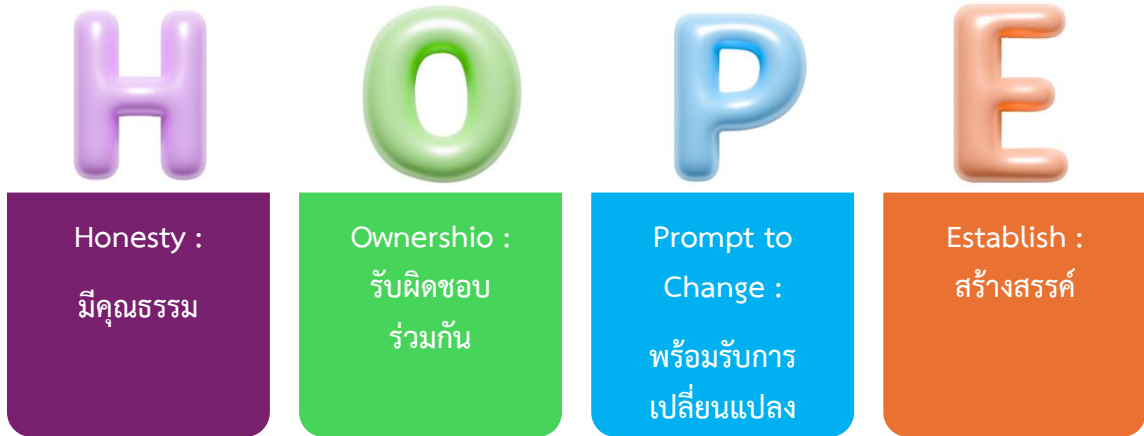 H
Honesty :
มีคุณธรรม
O
Ownershio :
รับผิดชอบ
ร่วมกัน
P
Prompt to
Change :
พร้อมรับการ
เปลี่ยนแปลง
E
Establish :
สร้างสรรค์